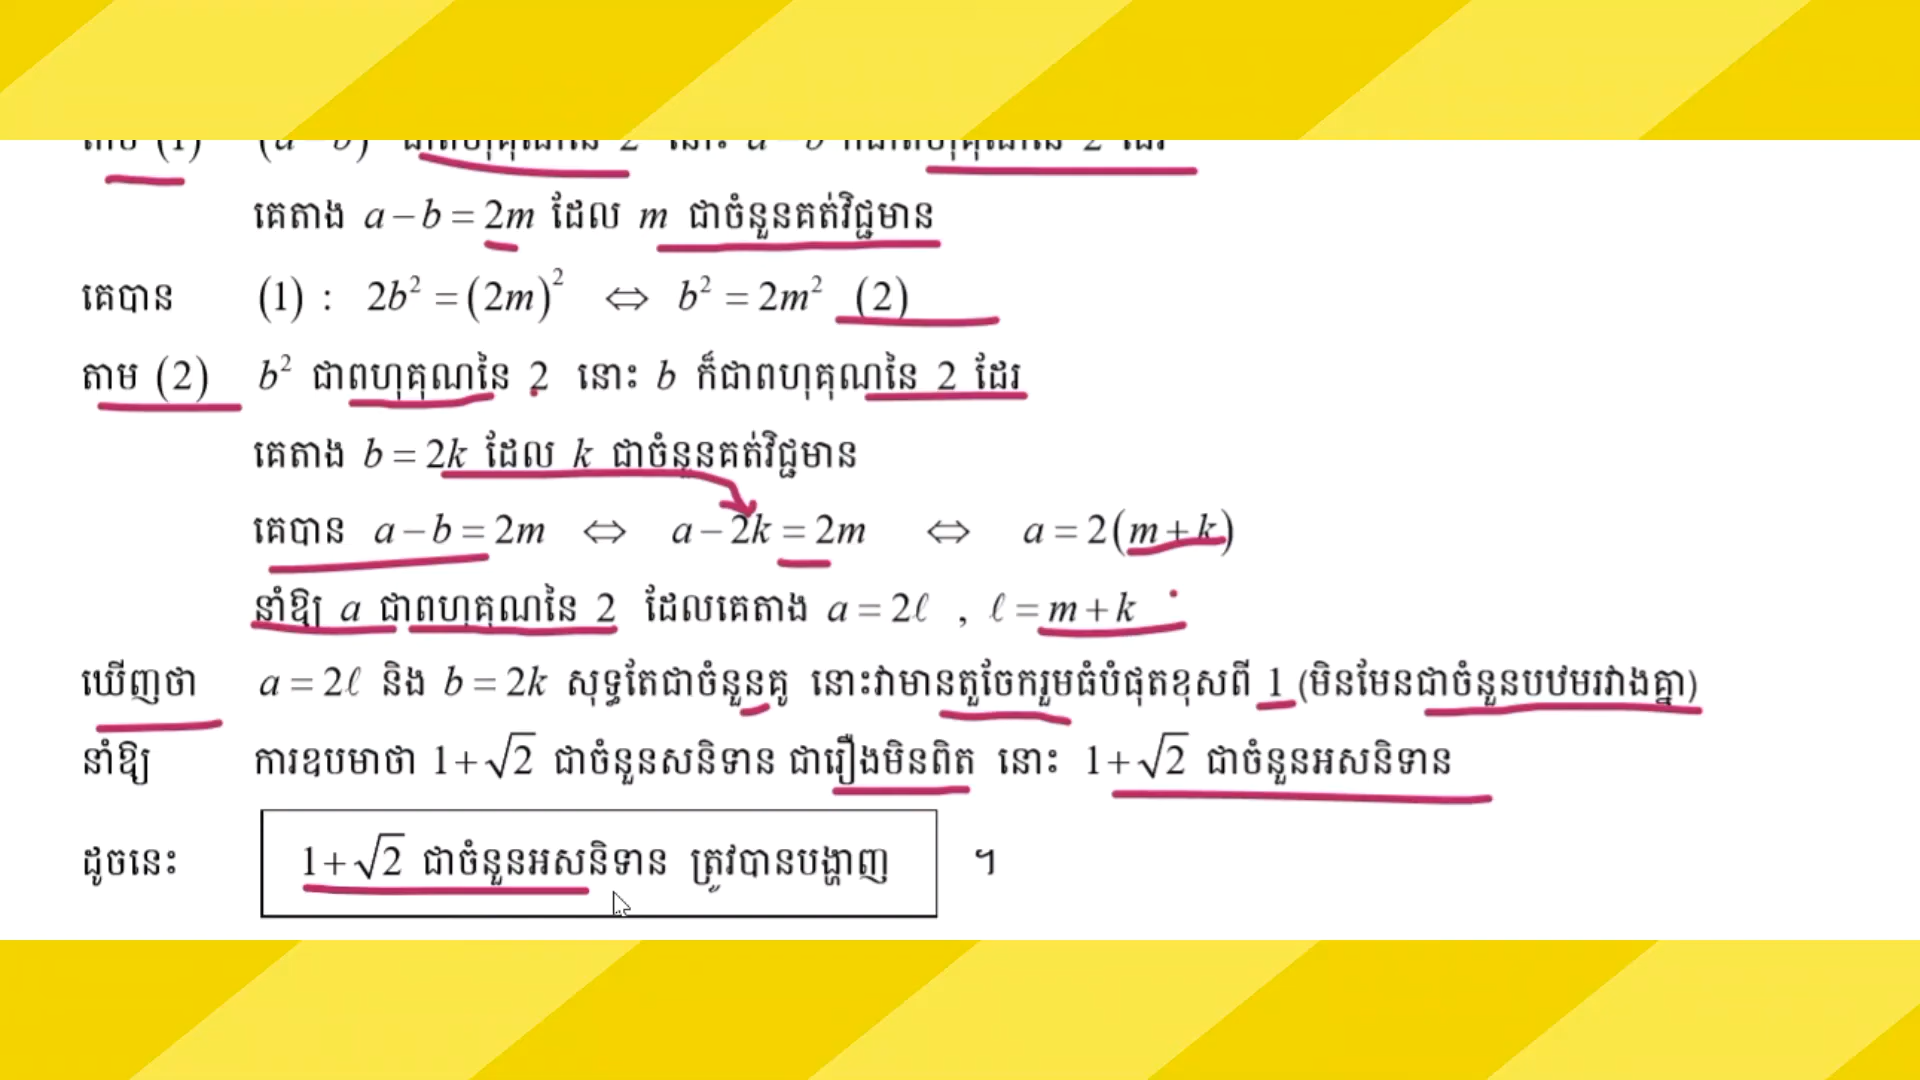 គេតាង a − b = 2m ដែល m ជាចំនួនគត់វិជ្ជមាន
គេបាន (1) : 2b² = (2m)² ⇔ b² = 2m² (2)
តាម (2) b² ជាពហុគុណនៃ 2 នោះ b ក៏ជាពហុគុណនៃ 2 ដែរ
គេតាង b = 2k ដែល k ជាចំនួនគត់វិជ្ជមាន
គេបាន a − b = 2m ⇔ a − 2k = 2m ⇔ a = 2(m + k)
នាំឱ្យ a ជាពហុគុណនៃ 2 ដែលគេតាង a = 2ℓ , ℓ = m + k
ឃើញថា a = 2ℓ និង b = 2k សុទ្ធតែជាចំនួនគូ នោះវាមានតួចែករួមធំបំផុតខុសពី 1 (មិនមែនជាចំនួនបឋមរវាងគ្នា)
នាំឱ្យ ការឧបមាថា 1 + √2 ជាចំនួនសនិទាន ជារឿងមិនពិត នោះ 1 + √2 ជាចំនួនអសនិទាន
ដូចនេះ 1 + √2 ជាចំនួនអសនិទាន ត្រូវបានបង្ហាញ ។